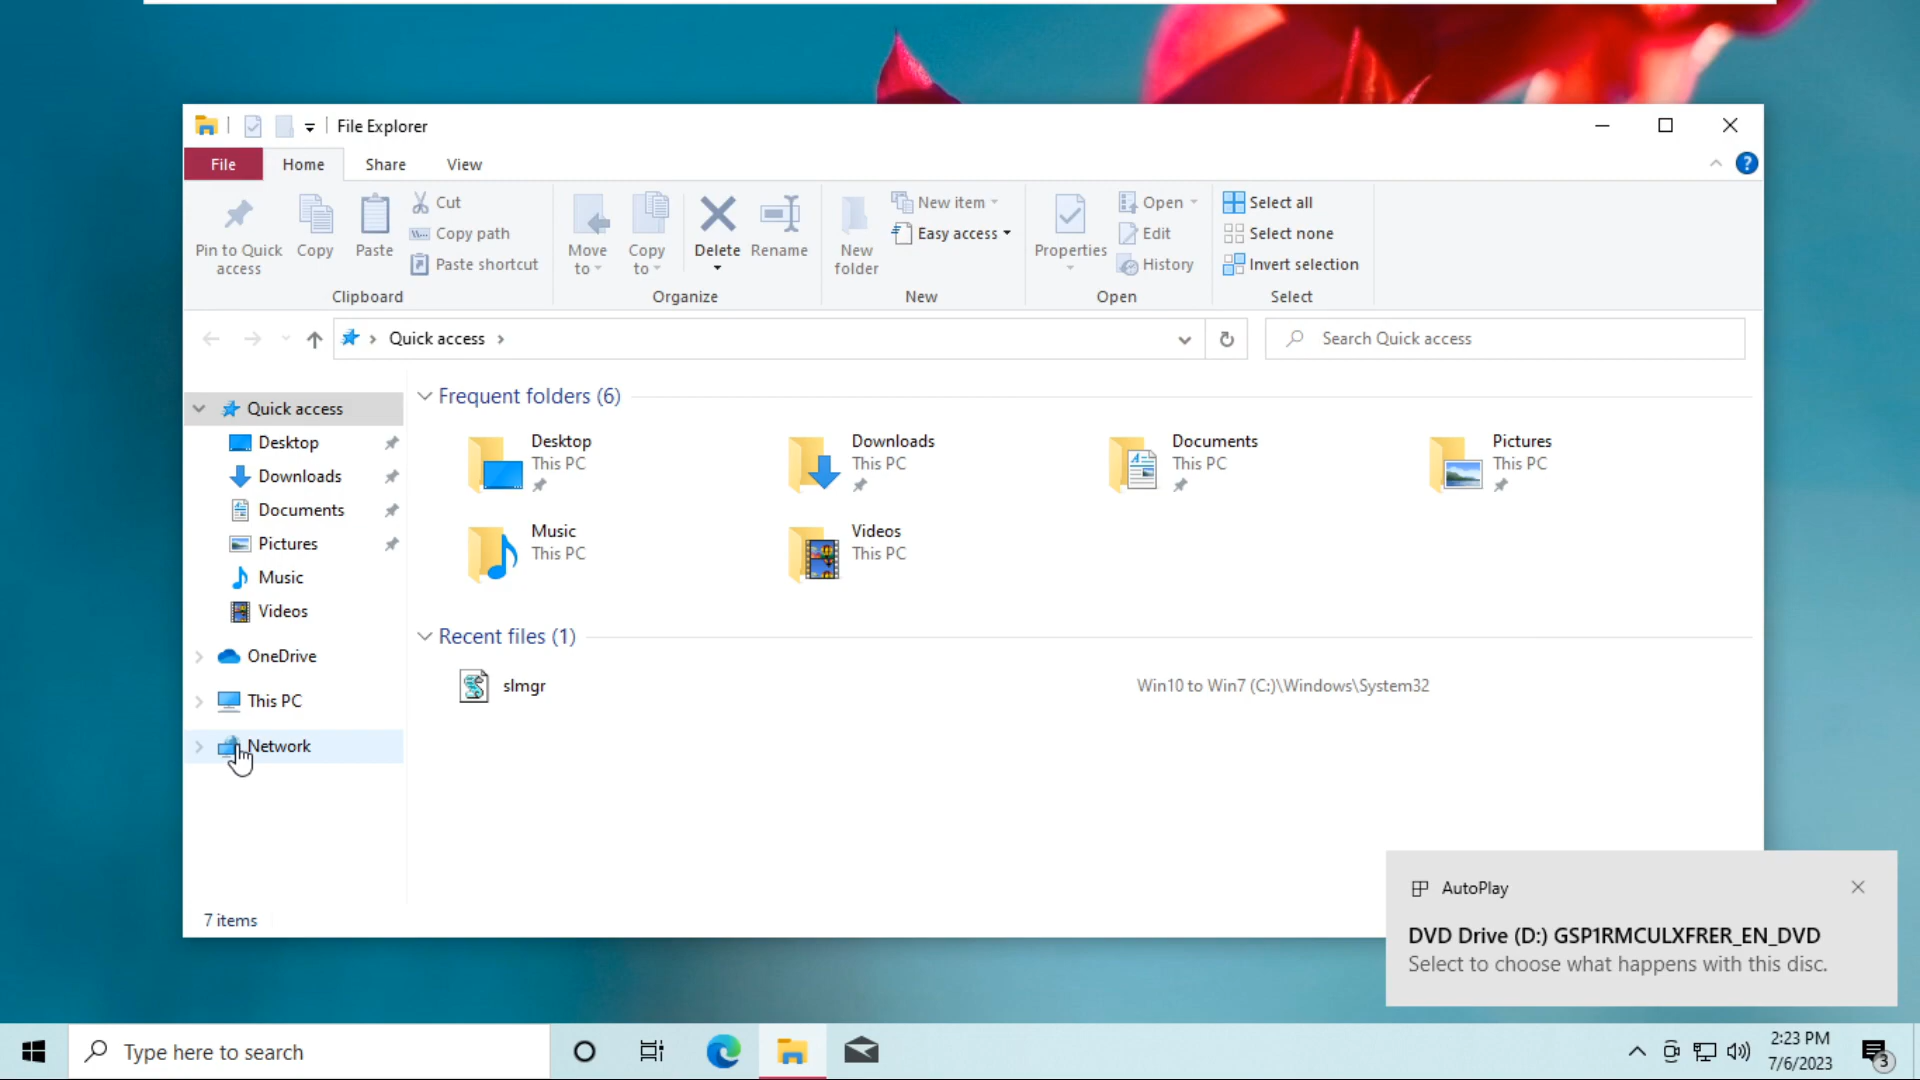 File Explorer
File
Home
Share
View
?
Pin to Quick
access
Copy
Paste
Cut
Copy path
Paste shortcut
Clipboard
Move
to
Copy
to
Delete
Rename
Organize
New
folder
New item
Easy access
New
Properties
Open
Edit
History
Open
Select all
Select none
Invert selection
Select
Quick access
Search Quick access
Quick access
Desktop
Downloads
Documents
Pictures
Music
Videos
OneDrive
This PC
Network
Frequent folders (6)
Desktop
This PC
Downloads
This PC
Documents
This PC
Pictures
This PC
Music
This PC
Videos
This PC
Recent files (1)
slmgr
Win10 to Win7 (C:)\Windows\System32
7 items
AutoPlay
DVD Drive (D:) GSP1RMCULXFRER_EN_DVD
Select to choose what happens with this disc.
Type here to search
2:23 PM
7/6/2023
3